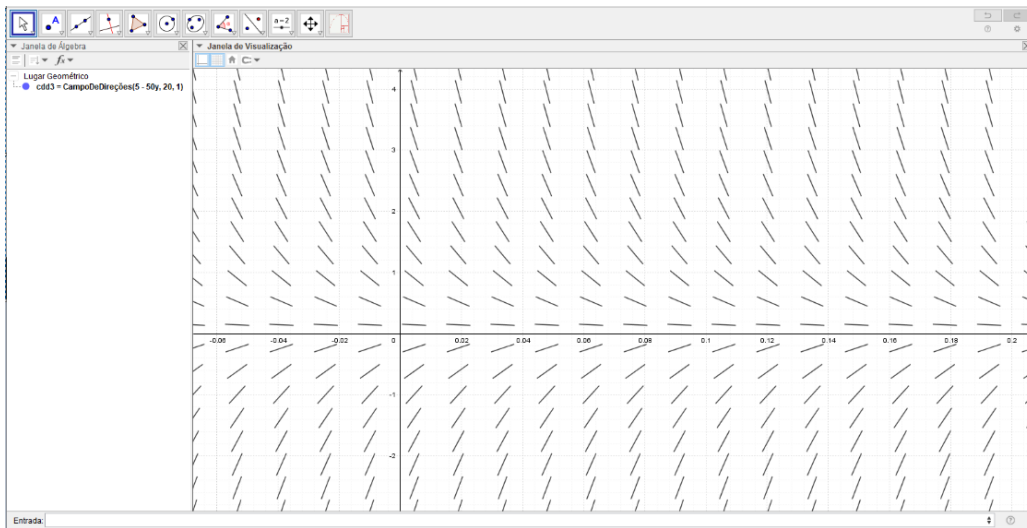 a=2
Janela de Álgebra
Janela de Visualização
Lugar Geométrico
cdd3 = CampoDeDireções(5 - 50y, 20, 1)
4
3
2
1
-0.06 -0.04 -0.02 0 0.02 0.04 0.06 0.08 0.1 0.12 0.14 0.16 0.18 0.2
-1
-2
Entrada: